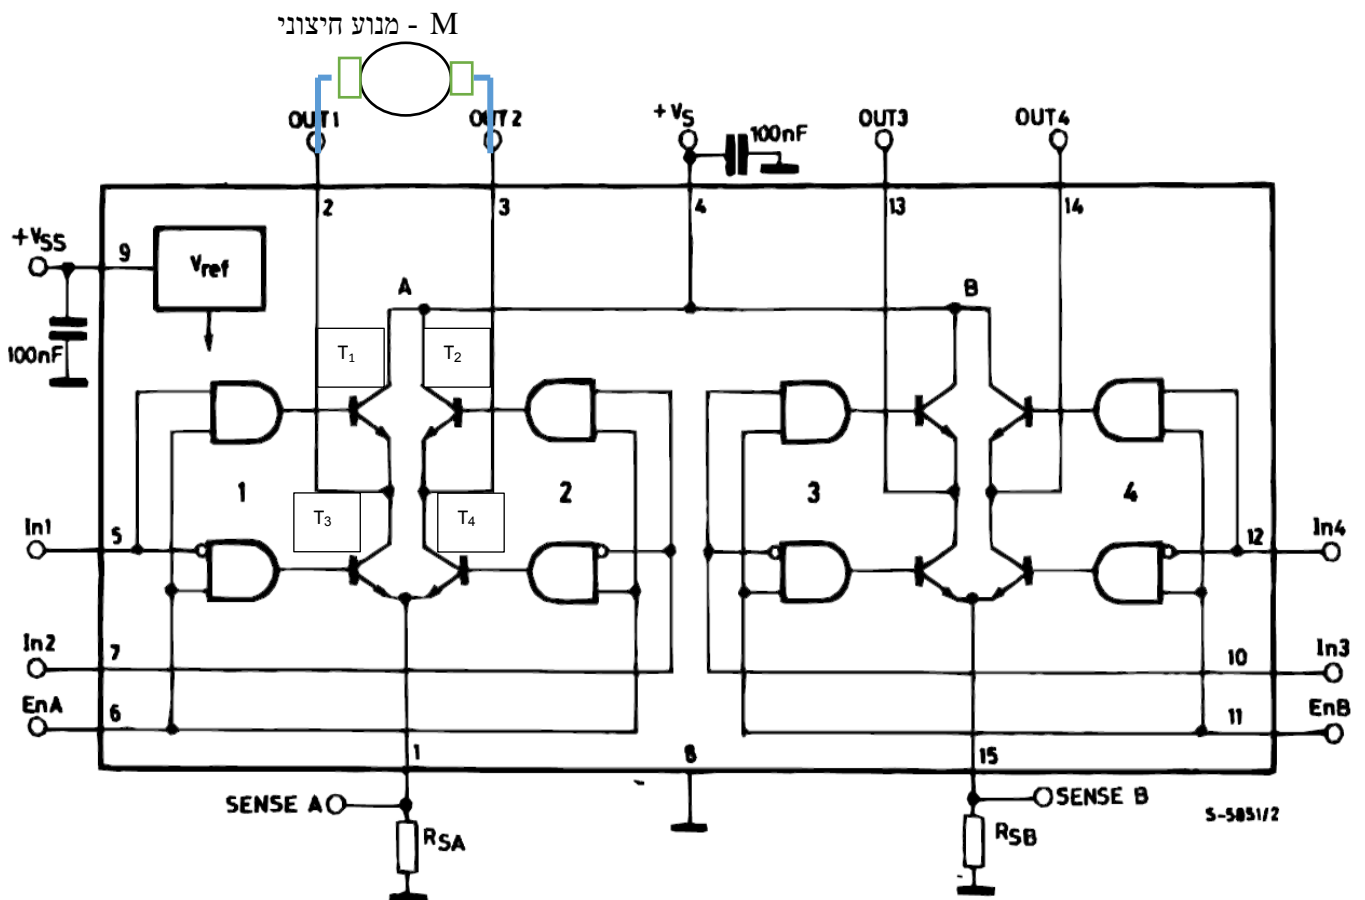 מנוע חיצוני - M
OUT1
OUT2
+VS
100nF
OUT3
OUT4
2
3
4
13
14
+VSS
9
Vref
100nF
A
B
T1
T2
T3
T4
1
2
3
4
In1
5
12
In4
In2
7
10
In3
EnA
6
11
EnB
1
8
15
SENSE A
SENSE B
RSA
RSB
S-5851/2